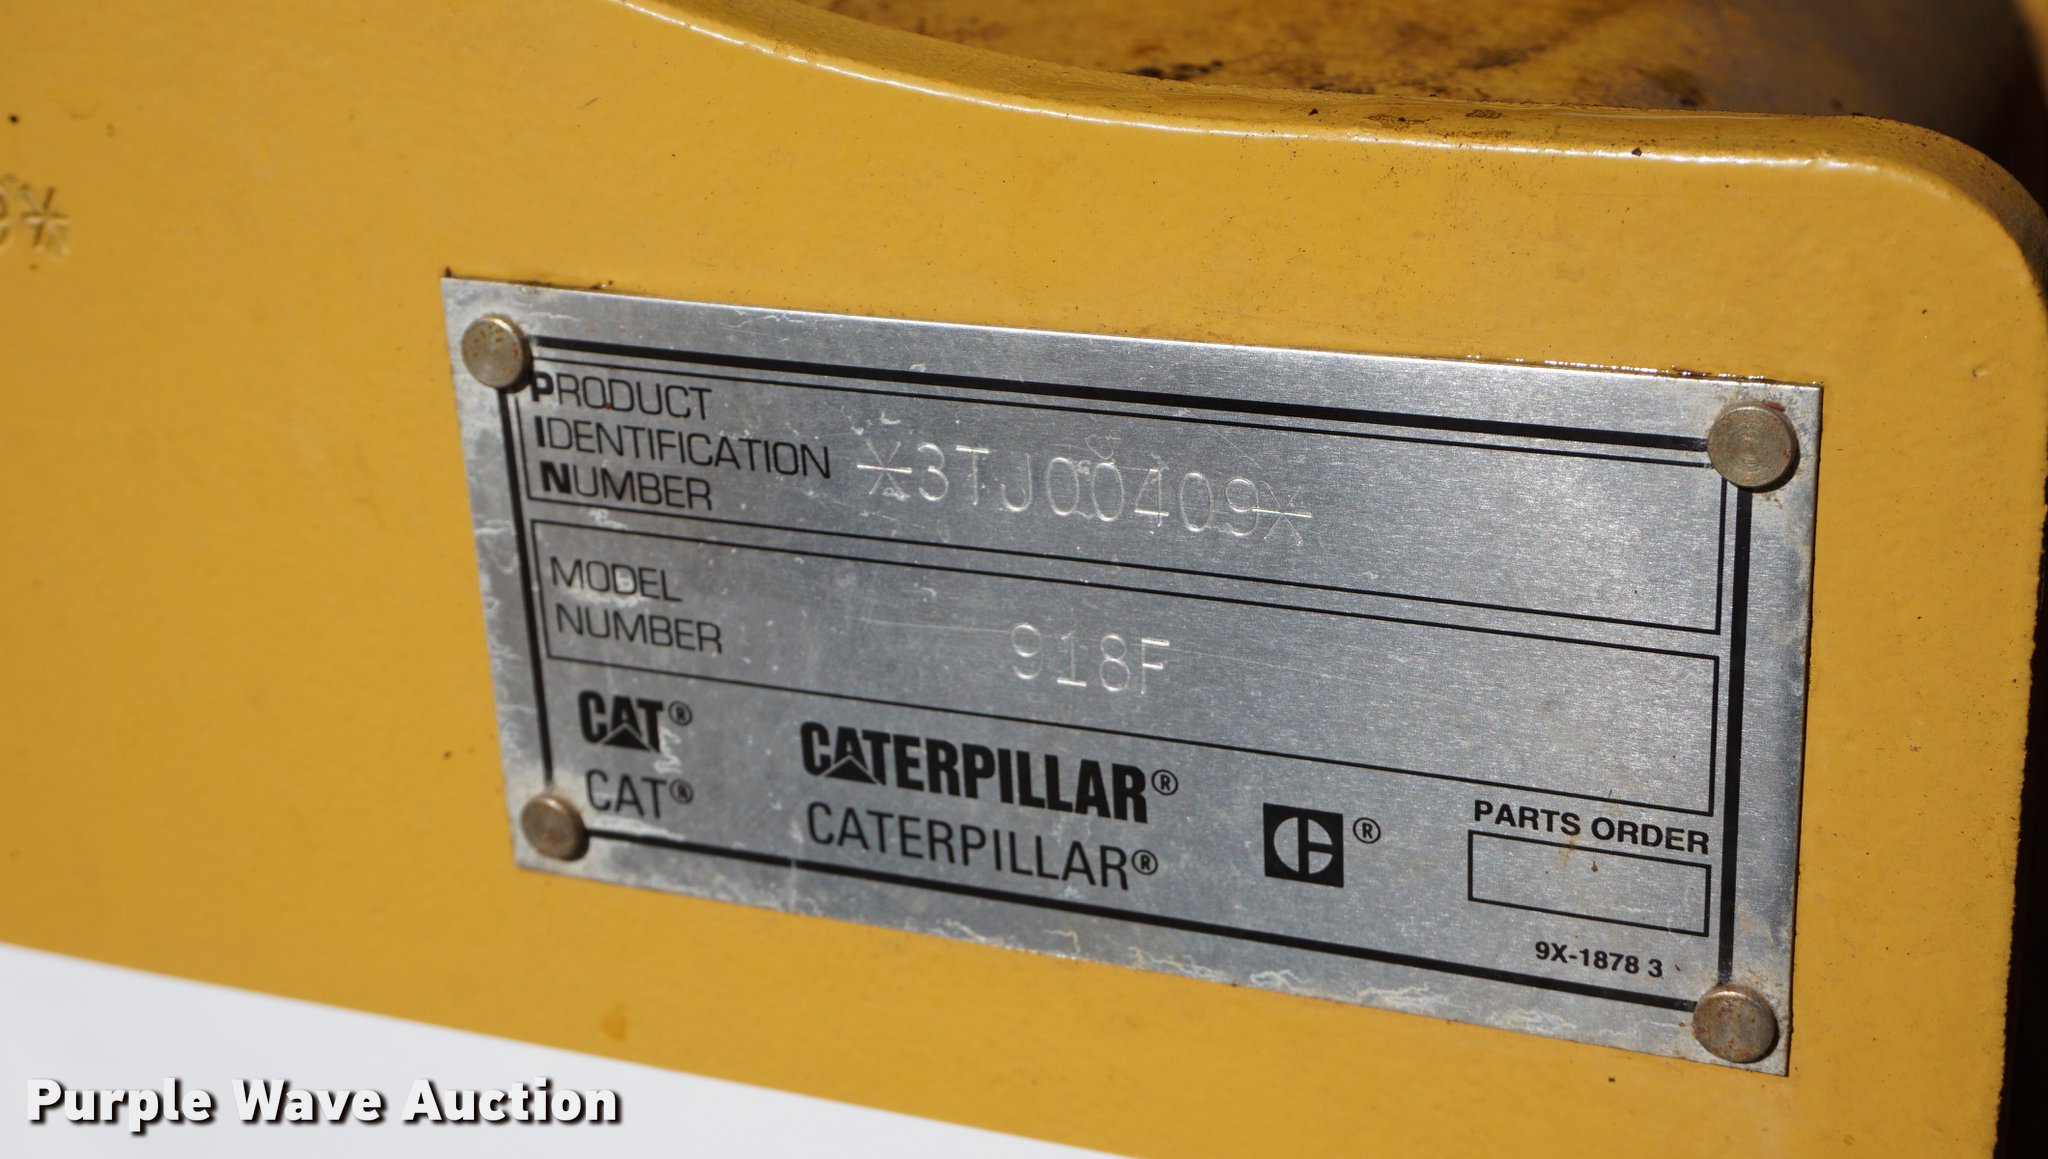 PRODUCT
IDENTIFICATION
NUMBER
*3TJ00409*
MODEL
NUMBER
918F
CAT®
CAT®
CATERPILLAR®
CATERPILLAR®
®
PARTS ORDER
9X-1878 3
Purple Wave Auction